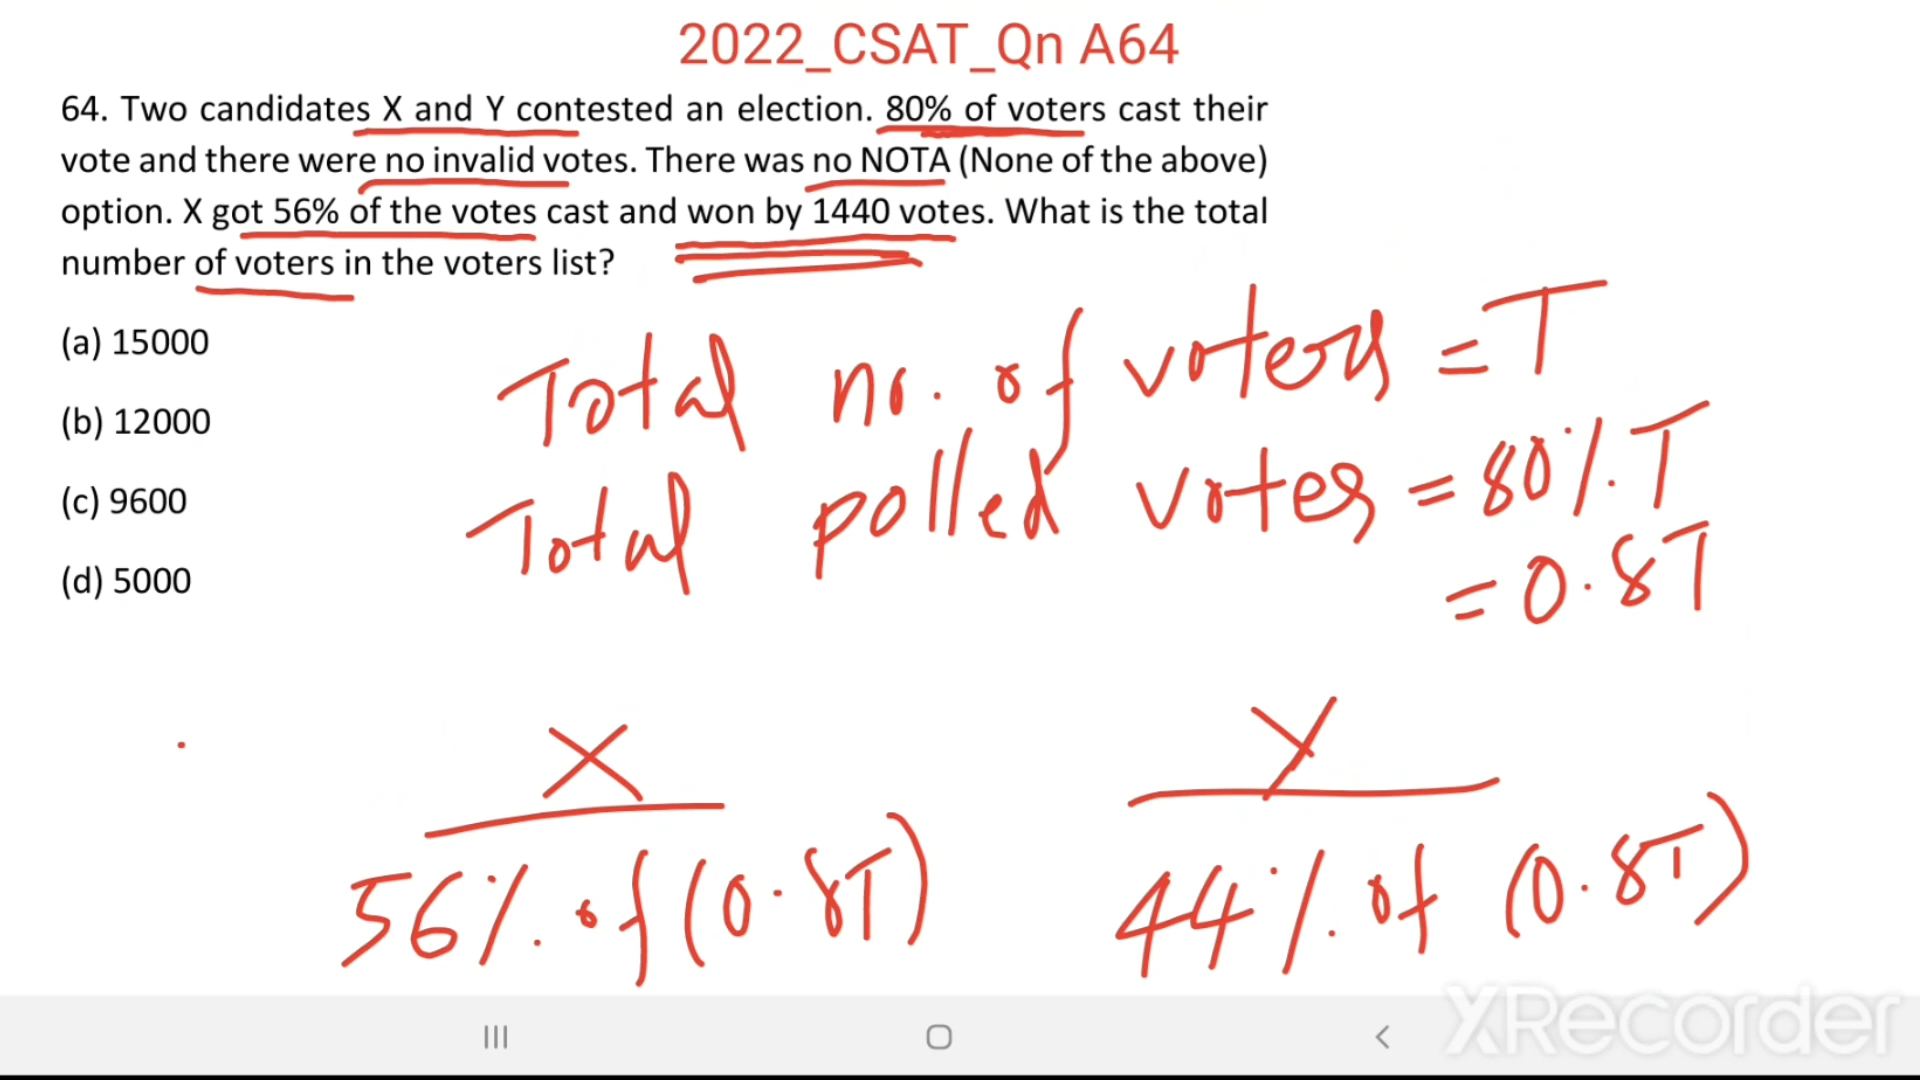 2022_CSAT_Qn A64
64. Two candidates X and Y contested an election. 80% of voters cast their
vote and there were no invalid votes. There was no NOTA (None of the above)
option. X got 56% of the votes cast and won by 1440 votes. What is the total
number of voters in the voters list?
(a) 15000
(b) 12000
(c) 9600
(d) 5000
Total no. of voters = T
Total polled votes = 80% T
= 0.8T
X Y
56% of (0.8T) 44% of (0.8T)
XRecorder